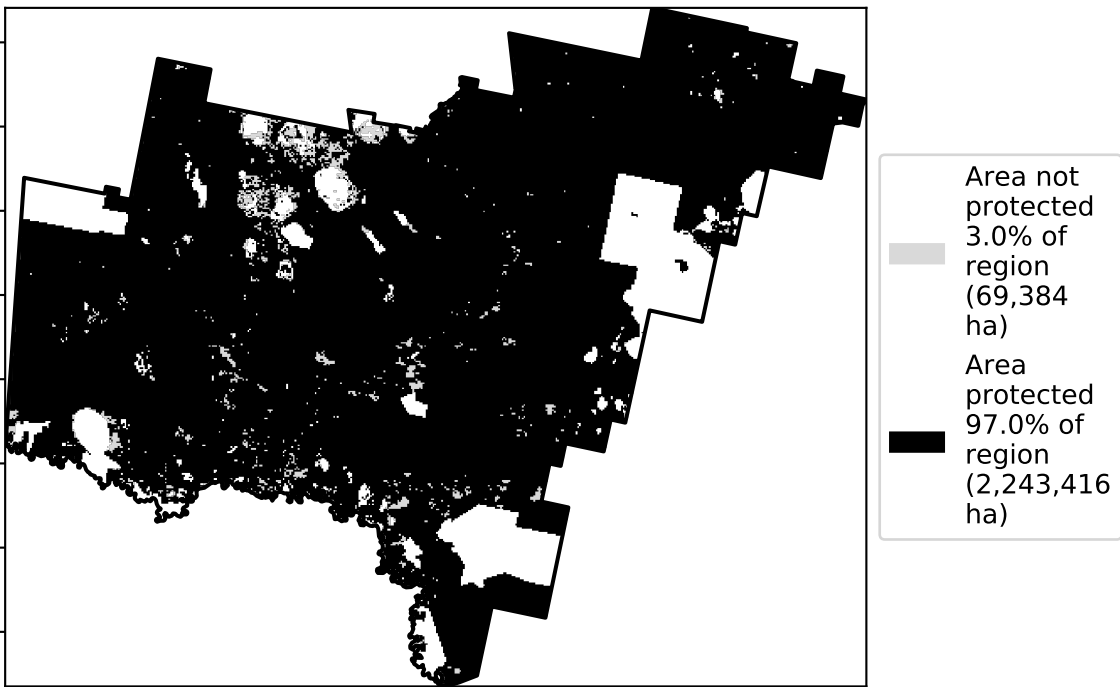 Area not
protected
3.0% of
region
(69,384
ha)
Area
protected
97.0% of
region
(2,243,416
ha)